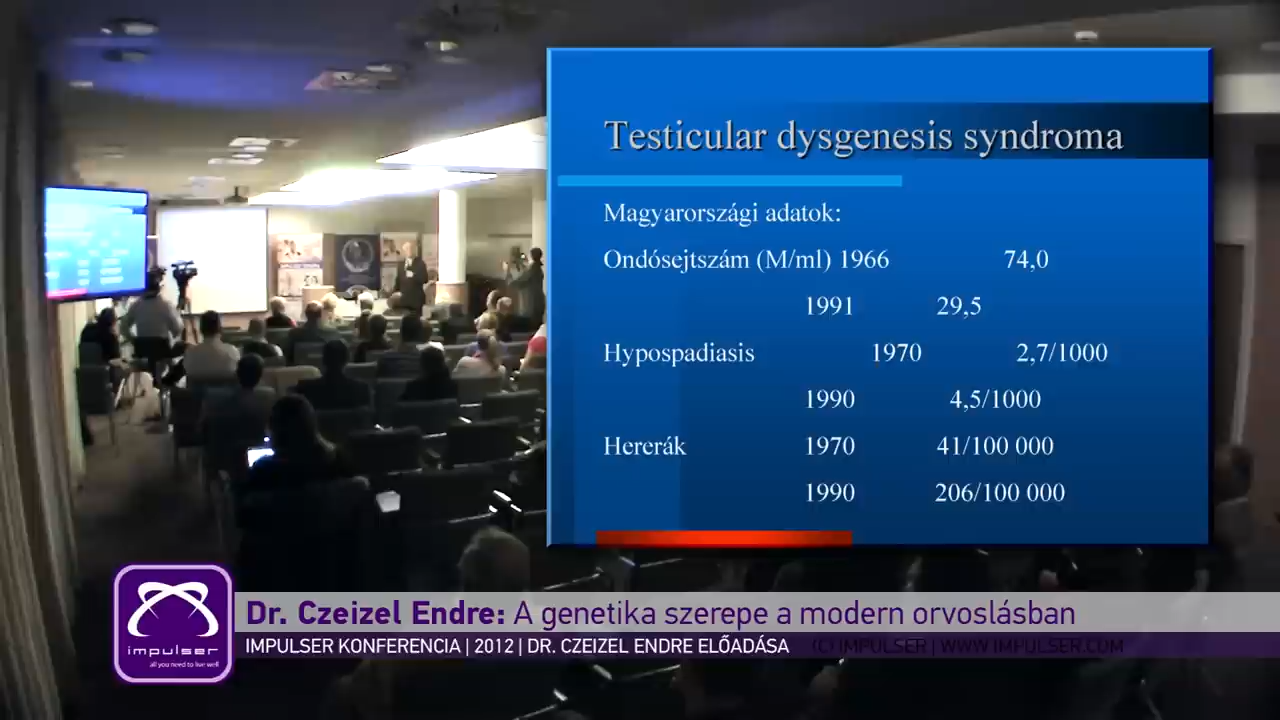 Testicular dysgenesis syndroma
Magyarországi adatok:
Ondósejtszám (M/ml) 1966 74,0
1991 29,5
Hypospadiasis 1970 2,7/1000
1990 4,5/1000
Hererák 1970 41/100 000
1990 206/100 000
impulser
all you need to live well
Dr. Czeizel Endre: A genetika szerepe a modern orvoslásban
IMPULSER KONFERENCIA | 2012 | DR. CZEIZEL ENDRE ELŐADÁSA (C) IMPULSER | WWW.IMPULSER.COM